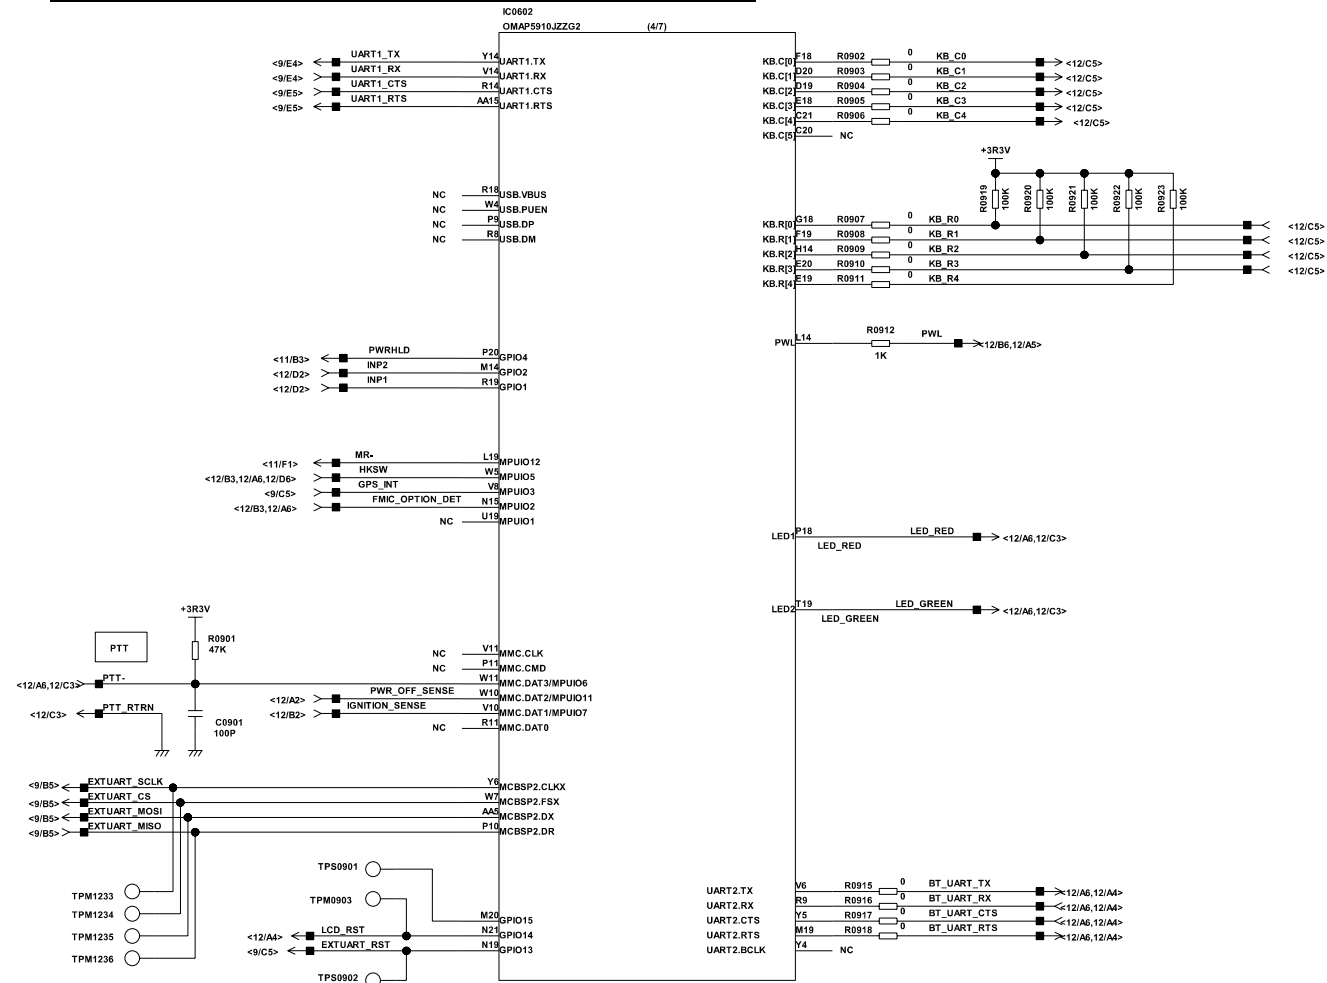 IC0602
OMAP5910JZZG2 (4/7)
<9/E4> UART1_TX Y14 UART1.TX
<9/E4> UART1_RX V14 UART1.RX
<9/E5> UART1_CTS R14 UART1.CTS
<9/E5> UART1_RTS AA15 UART1.RTS
KB.C[0] F18 R0902 0 KB_C0 <12/C5>
KB.C[1] D20 R0903 0 KB_C1 <12/C5>
KB.C[2] D19 R0904 0 KB_C2 <12/C5>
KB.C[3] E18 R0905 0 KB_C3 <12/C5>
KB.C[4] C21 R0906 0 KB_C4 <12/C5>
KB.C[5] C20 NC
+3R3V
R0919 100K R0920 100K R0921 100K R0922 100K R0923 100K
NC R18 USB.VBUS
NC W4 USB.PUEN
NC P9 USB.DP
NC R8 USB.DM
KB.R[0] G18 R0907 0 KB_R0 <12/C5>
KB.R[1] F19 R0908 0 KB_R1 <12/C5>
KB.R[2] H14 R0909 0 KB_R2 <12/C5>
KB.R[3] E20 R0910 0 KB_R3 <12/C5>
KB.R[4] E19 R0911 0 KB_R4
PWL L14 R0912 1K PWL <12/B6,12/A5>
<11/B3> PWRHLD P20 GPIO4
<12/D2> INP2 M14 GPIO2
<12/D2> INP1 R19 GPIO1
<11/F1> MR- L19 MPUIO12
<12/B3,12/A6,12/D6> HKSW W5 MPUIO5
<9/C5> GPS_INT V8 MPUIO3
<12/B3,12/A6> FMIC_OPTION_DET N15 MPUIO2
NC U19 MPUIO1
LED1 P18 LED_RED LED_RED <12/A6,12/C3>
LED2 T19 LED_GREEN LED_GREEN <12/A6,12/C3>
+3R3V
R0901
47K
PTT
NC V11 MMC.CLK
NC P11 MMC.CMD
<12/A6,12/C3> PTT- W11 MMC.DAT3/MPUIO6
<12/A2> PWR_OFF_SENSE W10 MMC.DAT2/MPUIO11
<12/B2> IGNITION_SENSE V10 MMC.DAT1/MPUIO7
NC R11 MMC.DAT0
<12/C3> PTT_RTRN
C0901
100P
<9/B5> EXTUART_SCLK Y6 MCBSP2.CLKX
<9/B5> EXTUART_CS W7 MCBSP2.FSX
<9/B5> EXTUART_MOSI AA5 MCBSP2.DX
<9/B5> EXTUART_MISO P10 MCBSP2.DR
TPS0901
TPM1233
TPM0903
TPM1234
TPM1235
TPM1236
M20 GPIO15
<12/A4> LCD_RST N21 GPIO14
<9/C5> EXTUART_RST N19 GPIO13
TPS0902
UART2.TX V6 R0915 0 BT_UART_TX <12/A6,12/A4>
UART2.RX R9 R0916 0 BT_UART_RX <12/A6,12/A4>
UART2.CTS Y5 R0917 0 BT_UART_CTS <12/A6,12/A4>
UART2.RTS M19 R0918 0 BT_UART_RTS <12/A6,12/A4>
UART2.BCLK Y4 NC